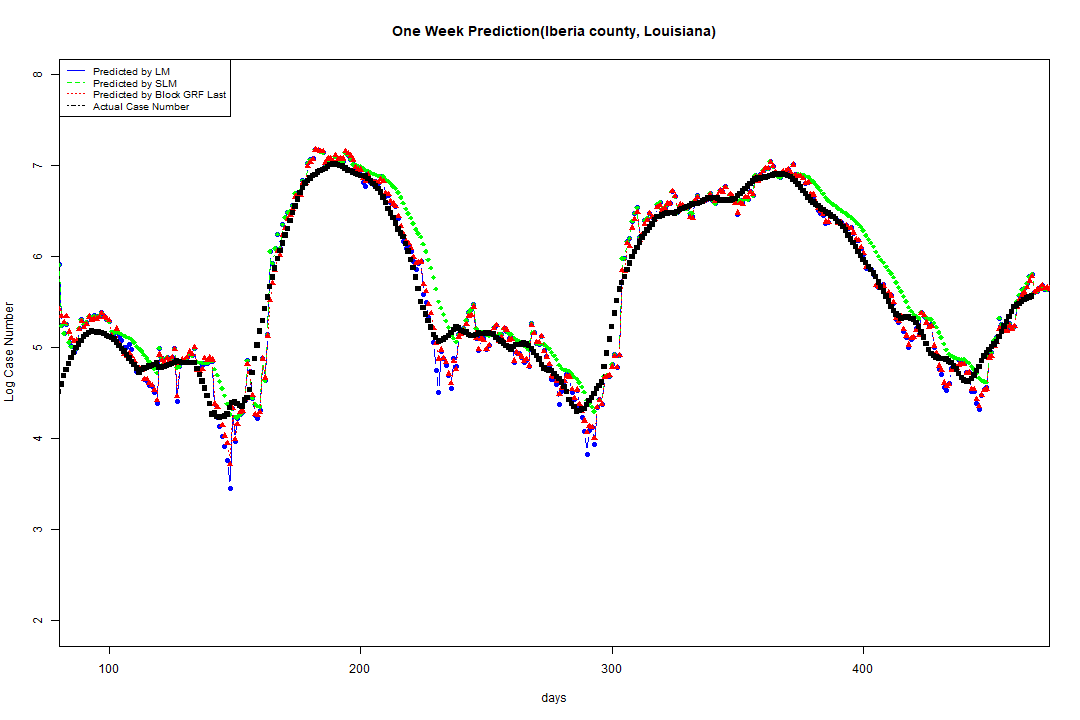 One Week Prediction(Iberia county, Louisiana)
Predicted by LM
Predicted by SLM
Predicted by Block GRF Last
Actual Case Number
8
7
6
5
4
3
2
Log Case Number
100 200 300 400
days